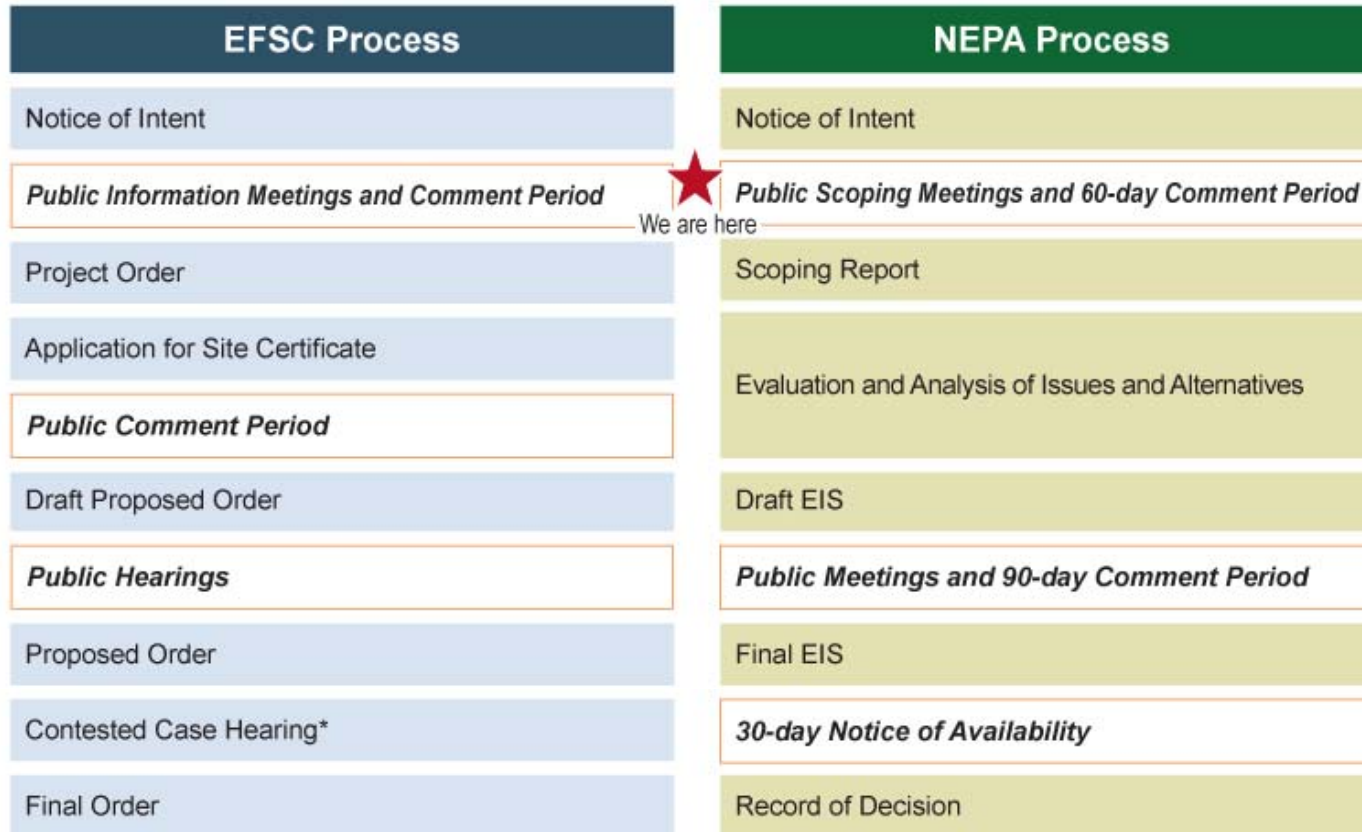 EFSC Process
Notice of Intent
Public Information Meetings and Comment Period
Project Order
Application for Site Certificate
Public Comment Period
Draft Proposed Order
Public Hearings
Proposed Order
Contested Case Hearing*
Final Order
We are here
NEPA Process
Notice of Intent
Public Scoping Meetings and 60-day Comment Period
Scoping Report
Evaluation and Analysis of Issues and Alternatives
Draft EIS
Public Meetings and 90-day Comment Period
Final EIS
30-day Notice of Availability
Record of Decision